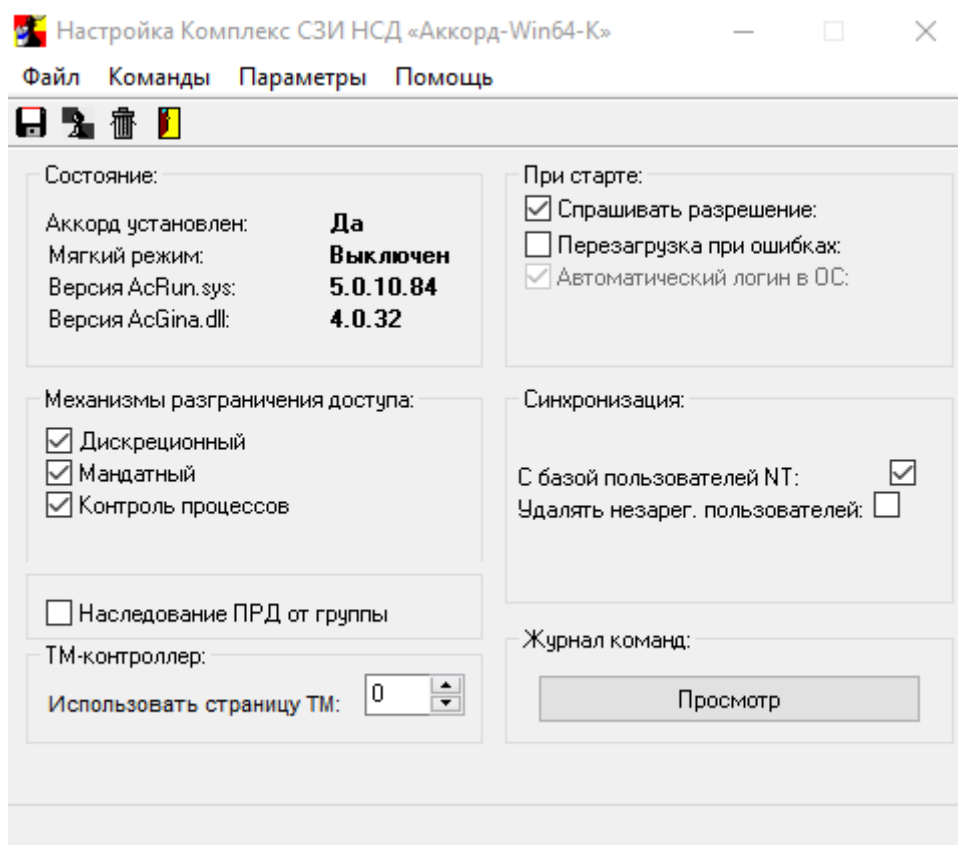 Настройка Комплекс СЗИ НСД «Аккорд-Win64-К»
Файл Команды Параметры Помощь
Состояние:
Аккорд установлен: Да
Мягкий режим: Выключен
Версия AcRun.sys: 5.0.10.84
Версия AcGina.dll: 4.0.32
При старте:
Спрашивать разрешение:
Перезагрузка при ошибках:
Автоматический логин в ОС:
Механизмы разграничения доступа:
Дискреционный
Мандатный
Контроль процессов
Синхронизация:
С базой пользователей NT:
Удалять незарег. пользователей:
Наследование ПРД от группы
ТМ-контроллер:
Использовать страницу ТМ: 0
Журнал команд:
Просмотр